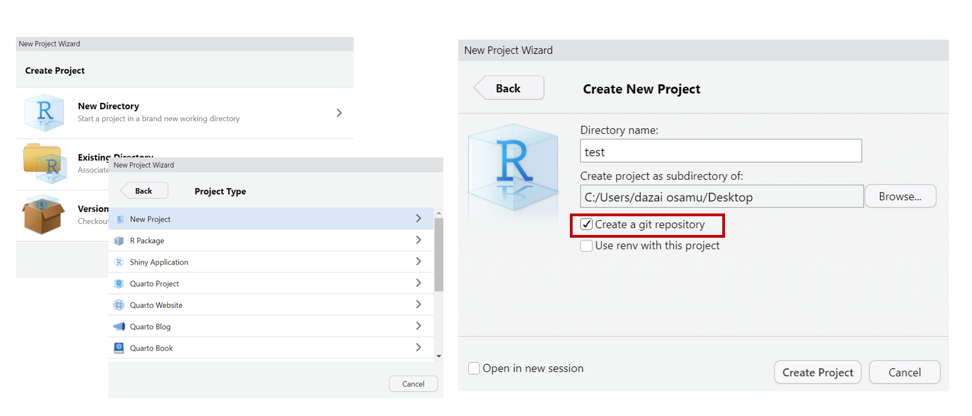 New Project Wizard
Create Project
R
New Directory
Start a project in a brand new working directory
Existing Directory
R
Associate
Version
Checkout
New Project Wizard
Back
Project Type
New Project
R Package
R
Shiny Application
Quarto Project
Quarto Website
Quarto Blog
Quarto Book
Cancel
New Project Wizard
Back
Create New Project
R
Directory name:
test
Create project as subdirectory of:
C:/Users/dazai osamu/Desktop
Browse...
Create a git repository
Use renv with this project
Open in new session
Create Project
Cancel